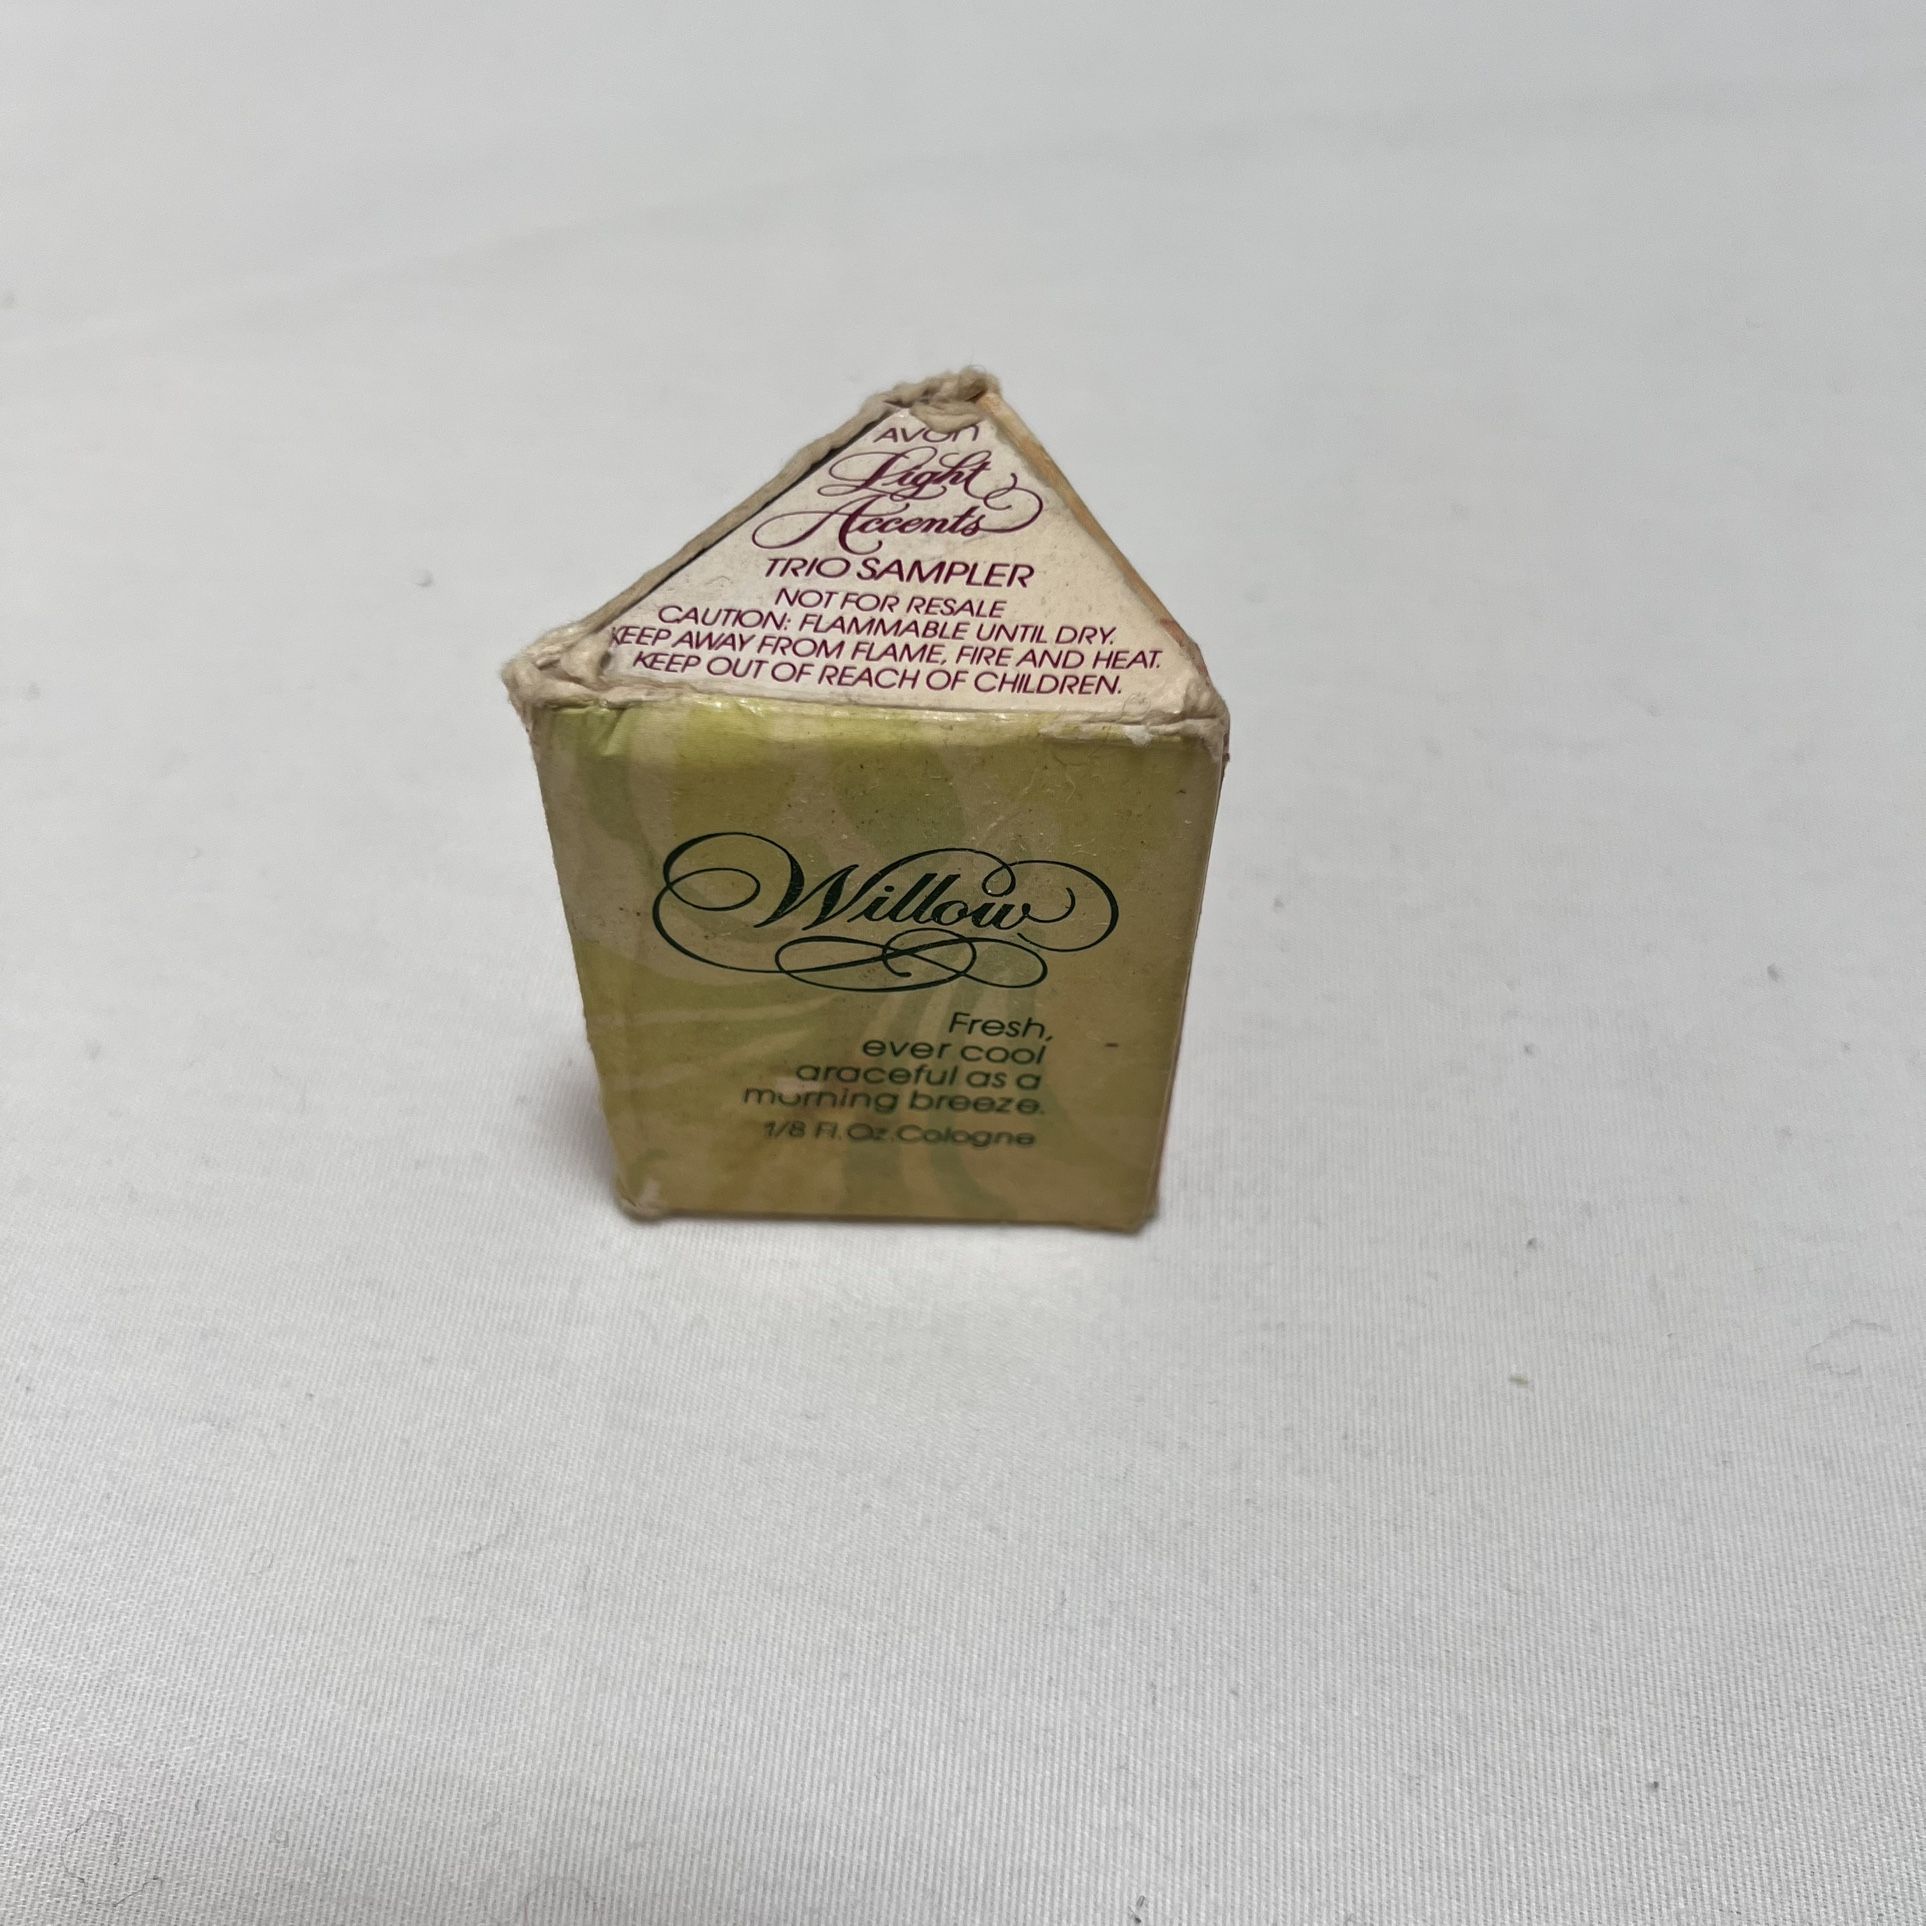 AVON
Light
Accents
TRIO SAMPLER
NOT FOR RESALE
CAUTION: FLAMMABLE UNTIL DRY.
KEEP AWAY FROM FLAME, FIRE AND HEAT.
KEEP OUT OF REACH OF CHILDREN.
Willow
Fresh,
ever cool
graceful as a
morning breeze.
1/8 Fl. Oz. Cologne